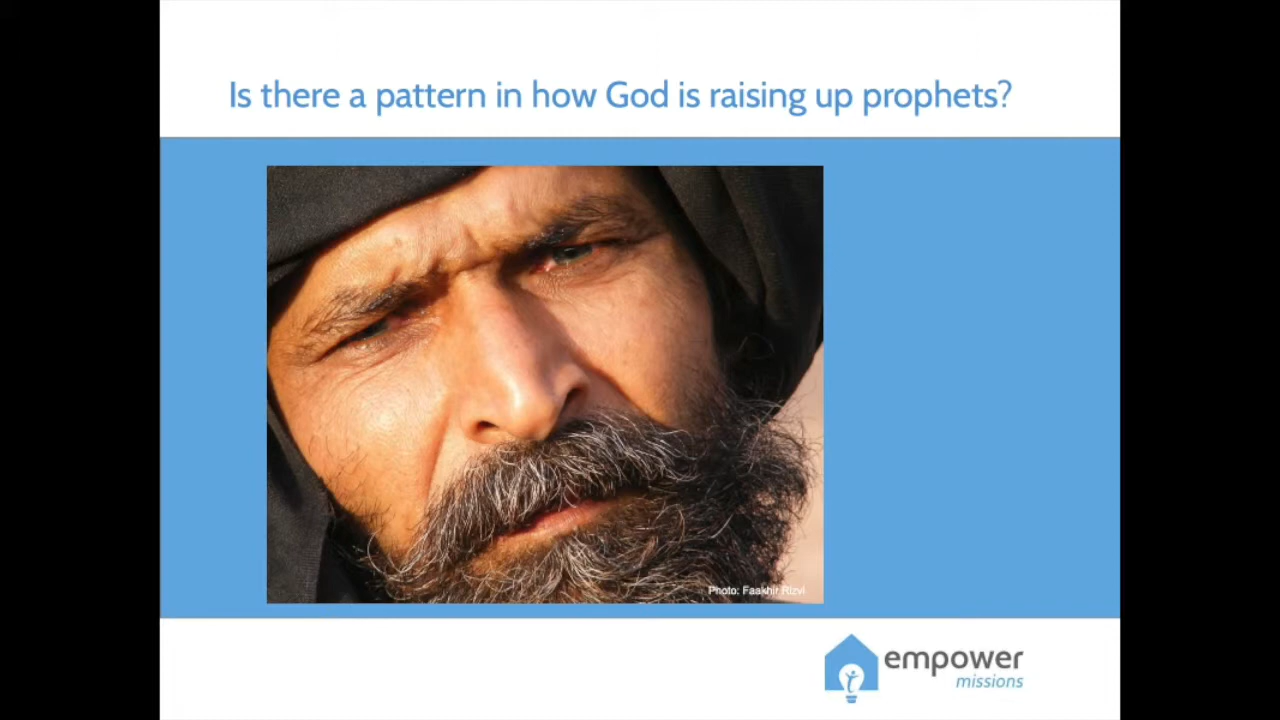 Is there a pattern in how God is raising up prophets?
Photo: Faakhir Rizvi
empower
missions